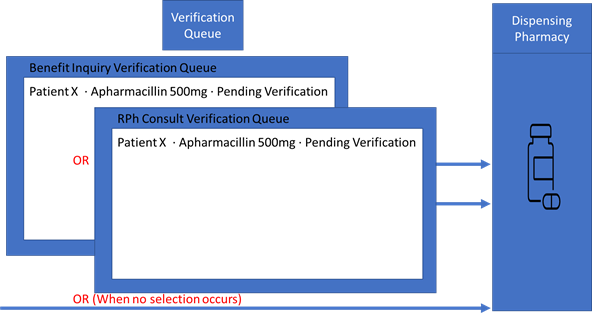 Verification
Queue
Dispensing
Pharmacy
Benefit Inquiry Verification Queue
Patient X · Apharmacillin 500mg · Pending Verification
RPh Consult Verification Queue
Patient X · Apharmacillin 500mg · Pending Verification
OR
OR (When no selection occurs)